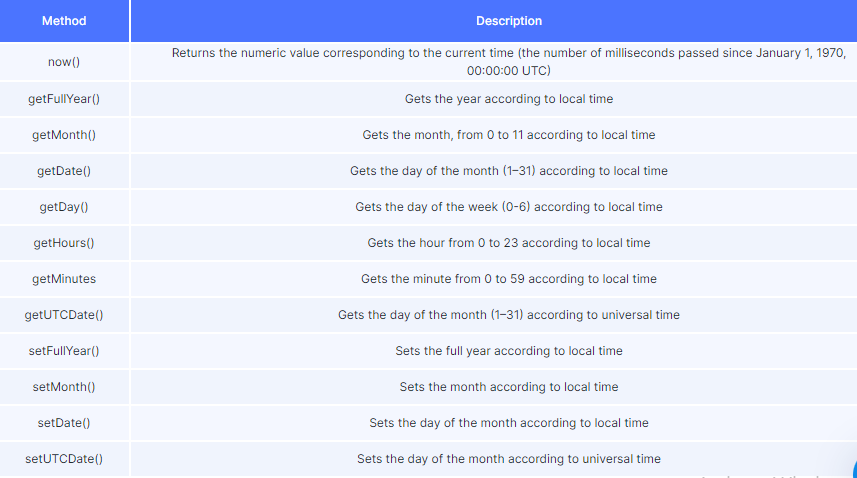 Method Description
now() Returns the numeric value corresponding to the current time (the number of milliseconds passed since January 1, 1970,
00:00:00 UTC)
getFullYear() Gets the year according to local time
getMonth() Gets the month, from 0 to 11 according to local time
getDate() Gets the day of the month (1–31) according to local time
getDay() Gets the day of the week (0-6) according to local time
getHours() Gets the hour from 0 to 23 according to local time
getMinutes Gets the minute from 0 to 59 according to local time
getUTCDate() Gets the day of the month (1–31) according to universal time
setFullYear() Sets the full year according to local time
setMonth() Sets the month according to local time
setDate() Sets the day of the month according to local time
setUTCDate() Sets the day of the month according to universal time